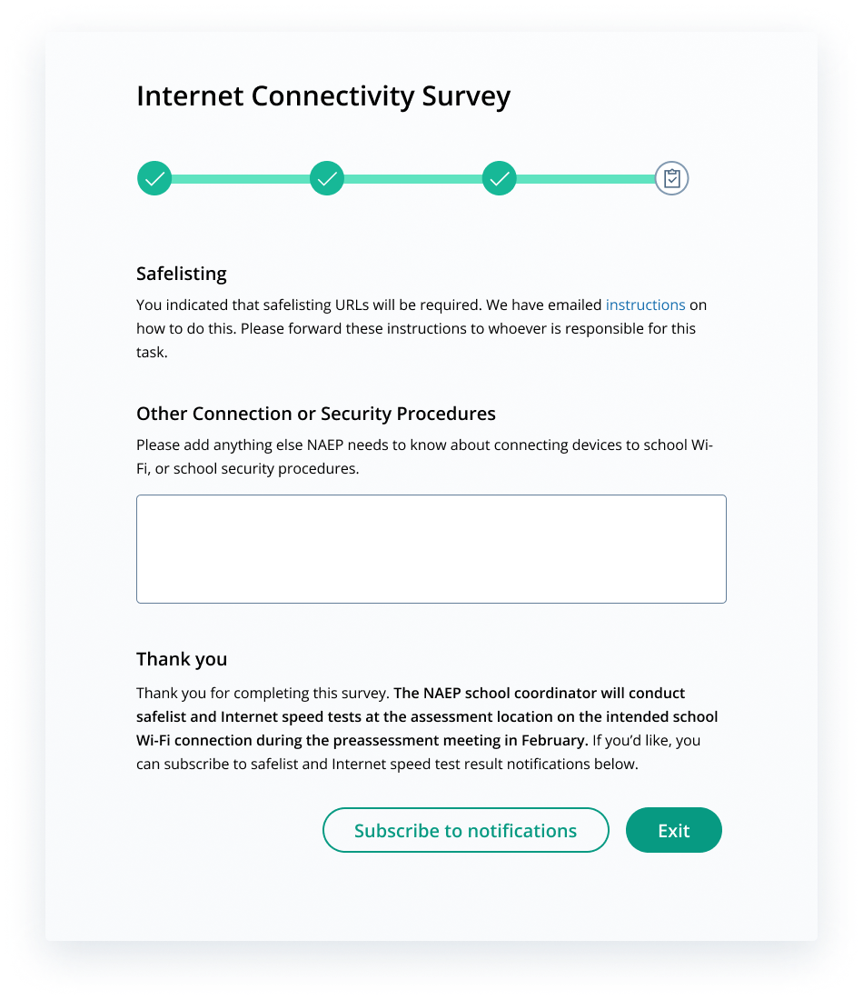 Internet Connectivity Survey
Safelisting
You indicated that safelisting URLs will be required. We have emailed instructions on
how to do this. Please forward these instructions to whoever is responsible for this
task.
Other Connection or Security Procedures
Please add anything else NAEP needs to know about connecting devices to school Wi-
Fi, or school security procedures.
Thank you
Thank you for completing this survey. The NAEP school coordinator will conduct
safelist and Internet speed tests at the assessment location on the intended school
Wi-Fi connection during the preassessment meeting in February. If you’d like, you
can subscribe to safelist and Internet speed test result notifications below.
Subscribe to notifications
Exit